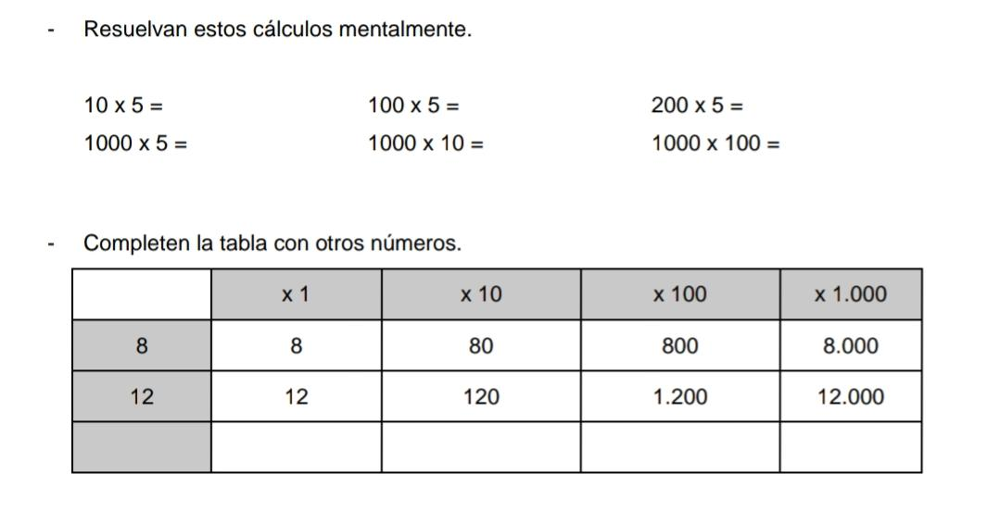 - Resuelvan estos cálculos mentalmente.
10 x 5 = 100 x 5 = 200 x 5 =
1000 x 5 = 1000 x 10 = 1000 x 100 =
- Completen la tabla con otros números.
x 1 x 10 x 100 x 1.000
8 8 80 800 8.000
12 12 120 1.200 12.000